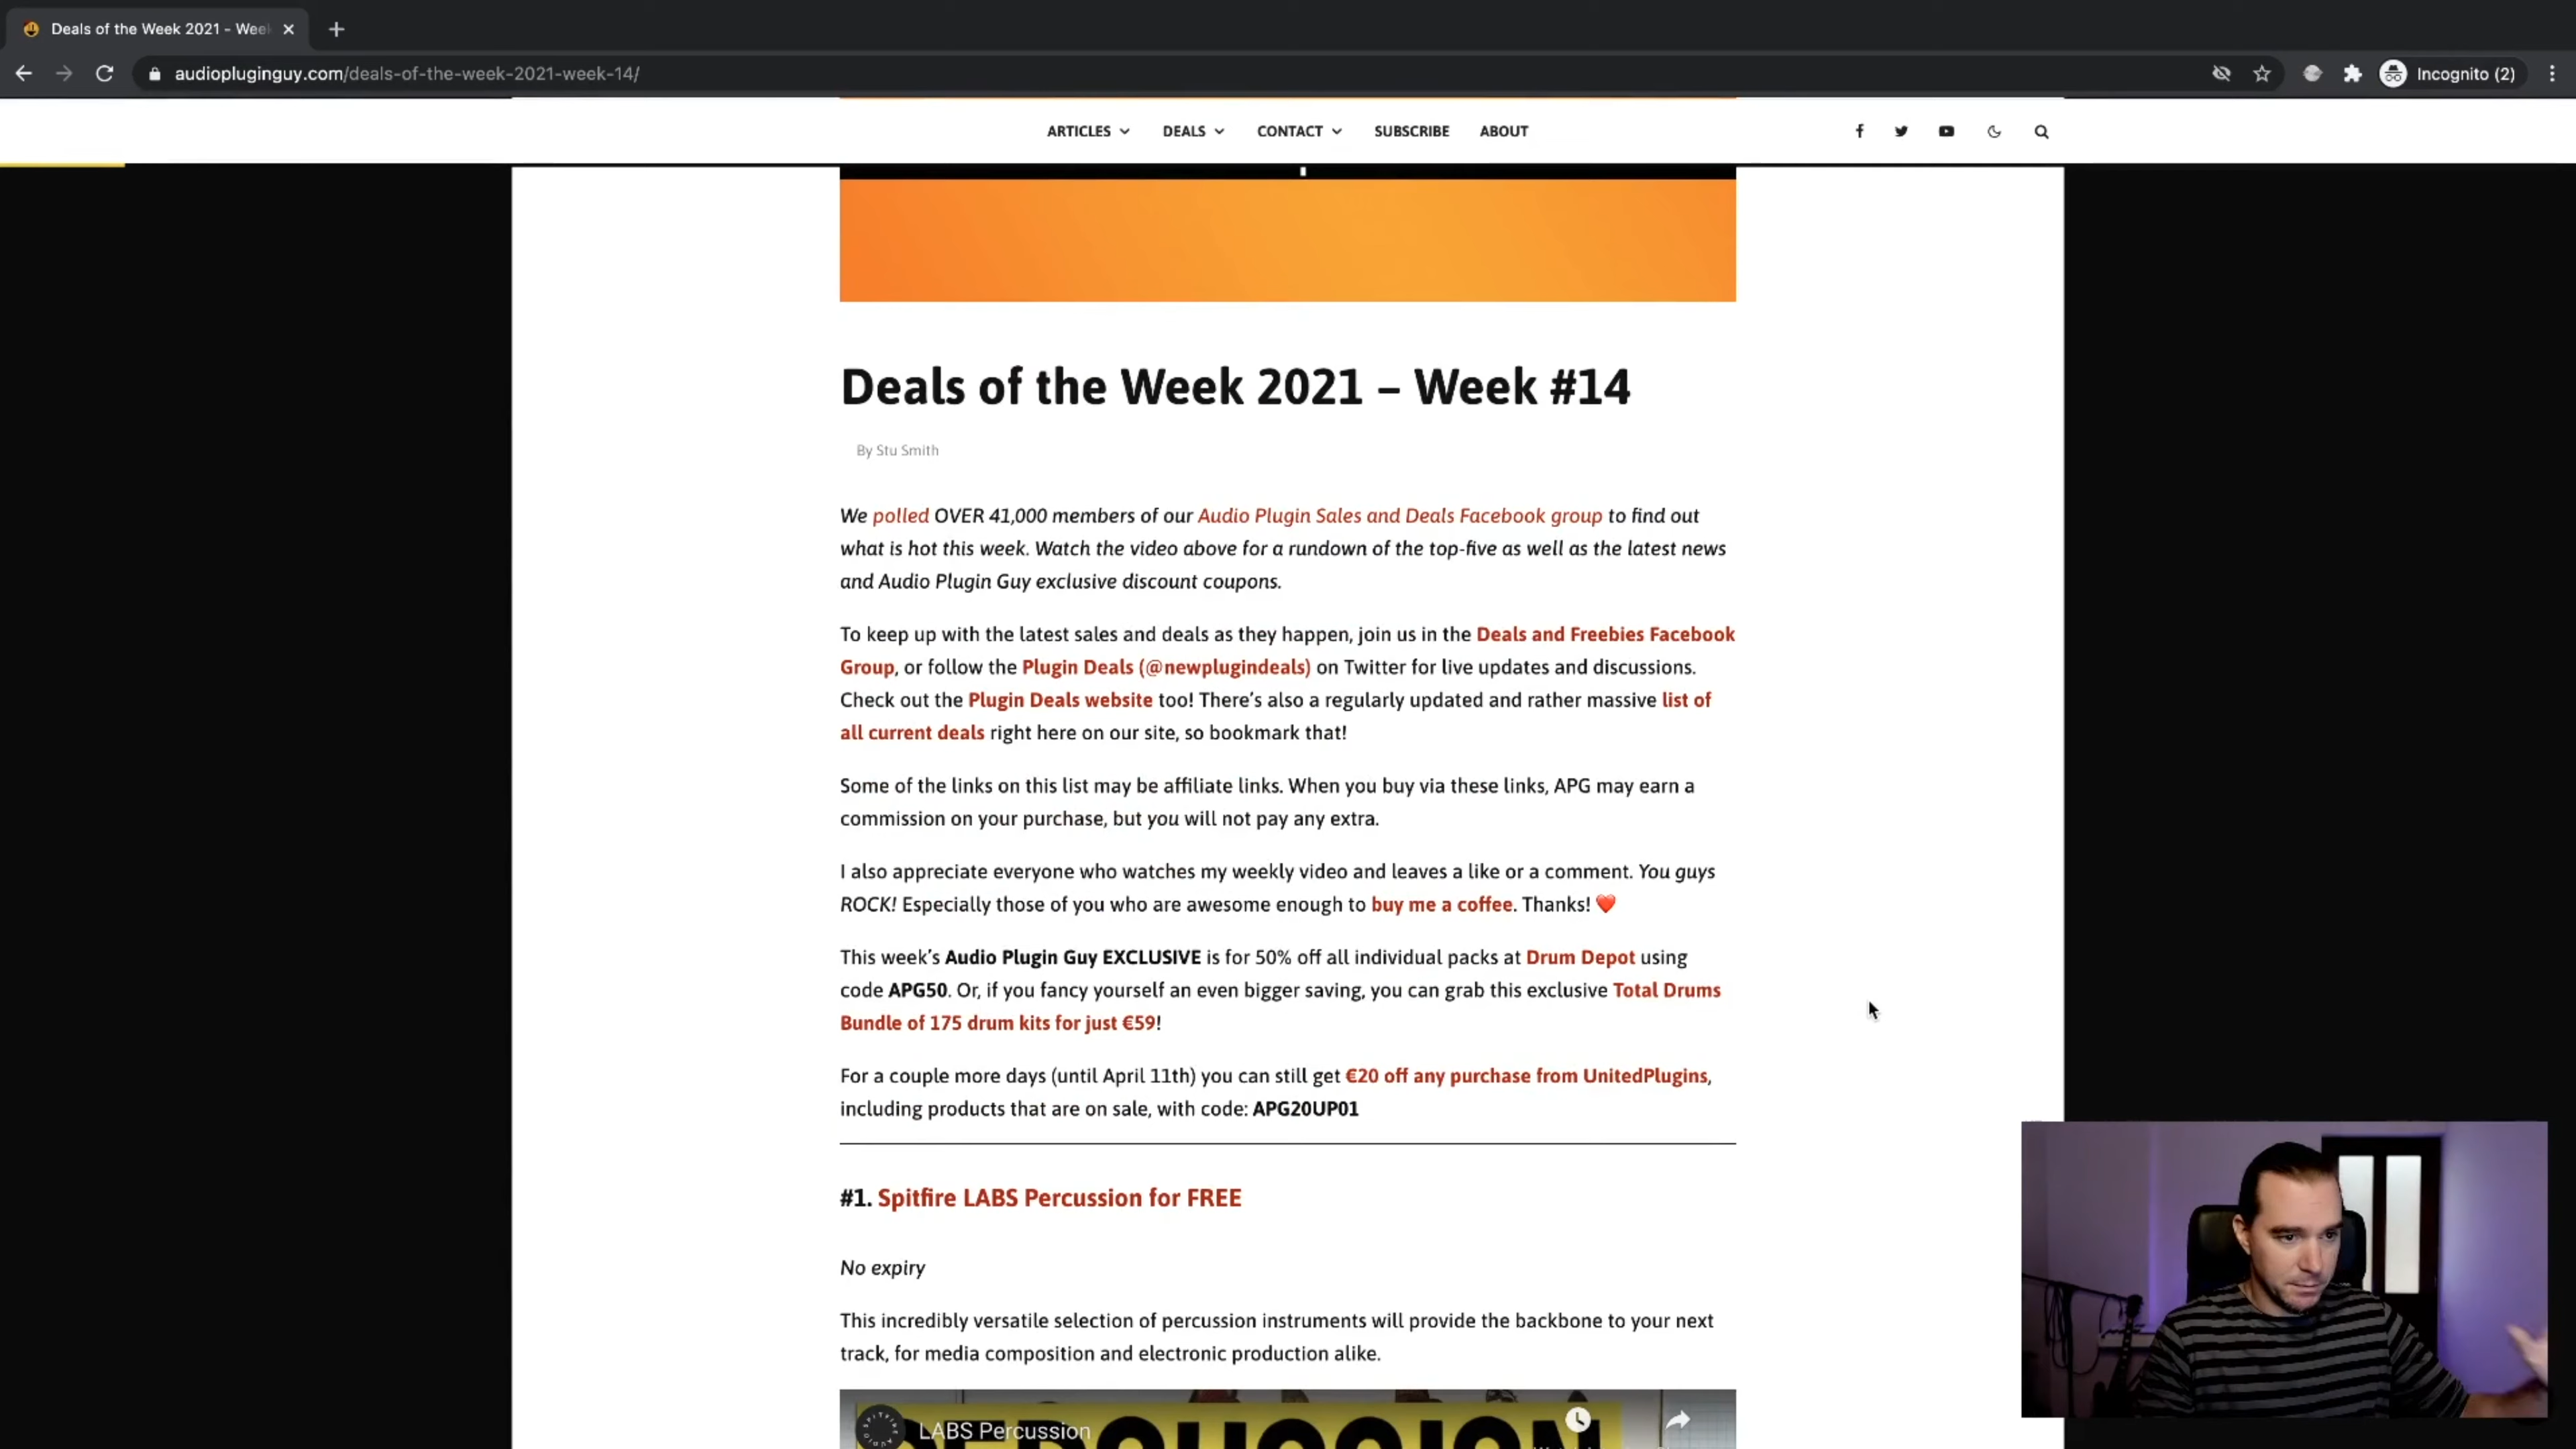 Deals of the Week 2021 - Wee
audiopluginguy.com/deals-of-the-week-2021-week-14/
Incognito (2)
ARTICLES DEALS CONTACT SUBSCRIBE ABOUT
Deals of the Week 2021 – Week #14
By Stu Smith
We polled OVER 41,000 members of our Audio Plugin Sales and Deals Facebook group to find out
what is hot this week. Watch the video above for a rundown of the top-five as well as the latest news
and Audio Plugin Guy exclusive discount coupons.
To keep up with the latest sales and deals as they happen, join us in the Deals and Freebies Facebook
Group, or follow the Plugin Deals (@newplugindeals) on Twitter for live updates and discussions.
Check out the Plugin Deals website too! There's also a regularly updated and rather massive list of
all current deals right here on our site, so bookmark that!
Some of the links on this list may be affiliate links. When you buy via these links, APG may earn a
commission on your purchase, but you will not pay any extra.
I also appreciate everyone who watches my weekly video and leaves a like or a comment. You guys
ROCK! Especially those of you who are awesome enough to buy me a coffee. Thanks! ❤️
This week's Audio Plugin Guy EXCLUSIVE is for 50% off all individual packs at Drum Depot using
code APG50. Or, if you fancy yourself an even bigger saving, you can grab this exclusive Total Drums
Bundle of 175 drum kits for just €59!
For a couple more days (until April 11th) you can still get €20 off any purchase from UnitedPlugins,
including products that are on sale, with code: APG20UP01
#1. Spitfire LABS Percussion for FREE
No expiry
This incredibly versatile selection of percussion instruments will provide the backbone to your next
track, for media composition and electronic production alike.
LABS Percussion
PERCUSSION